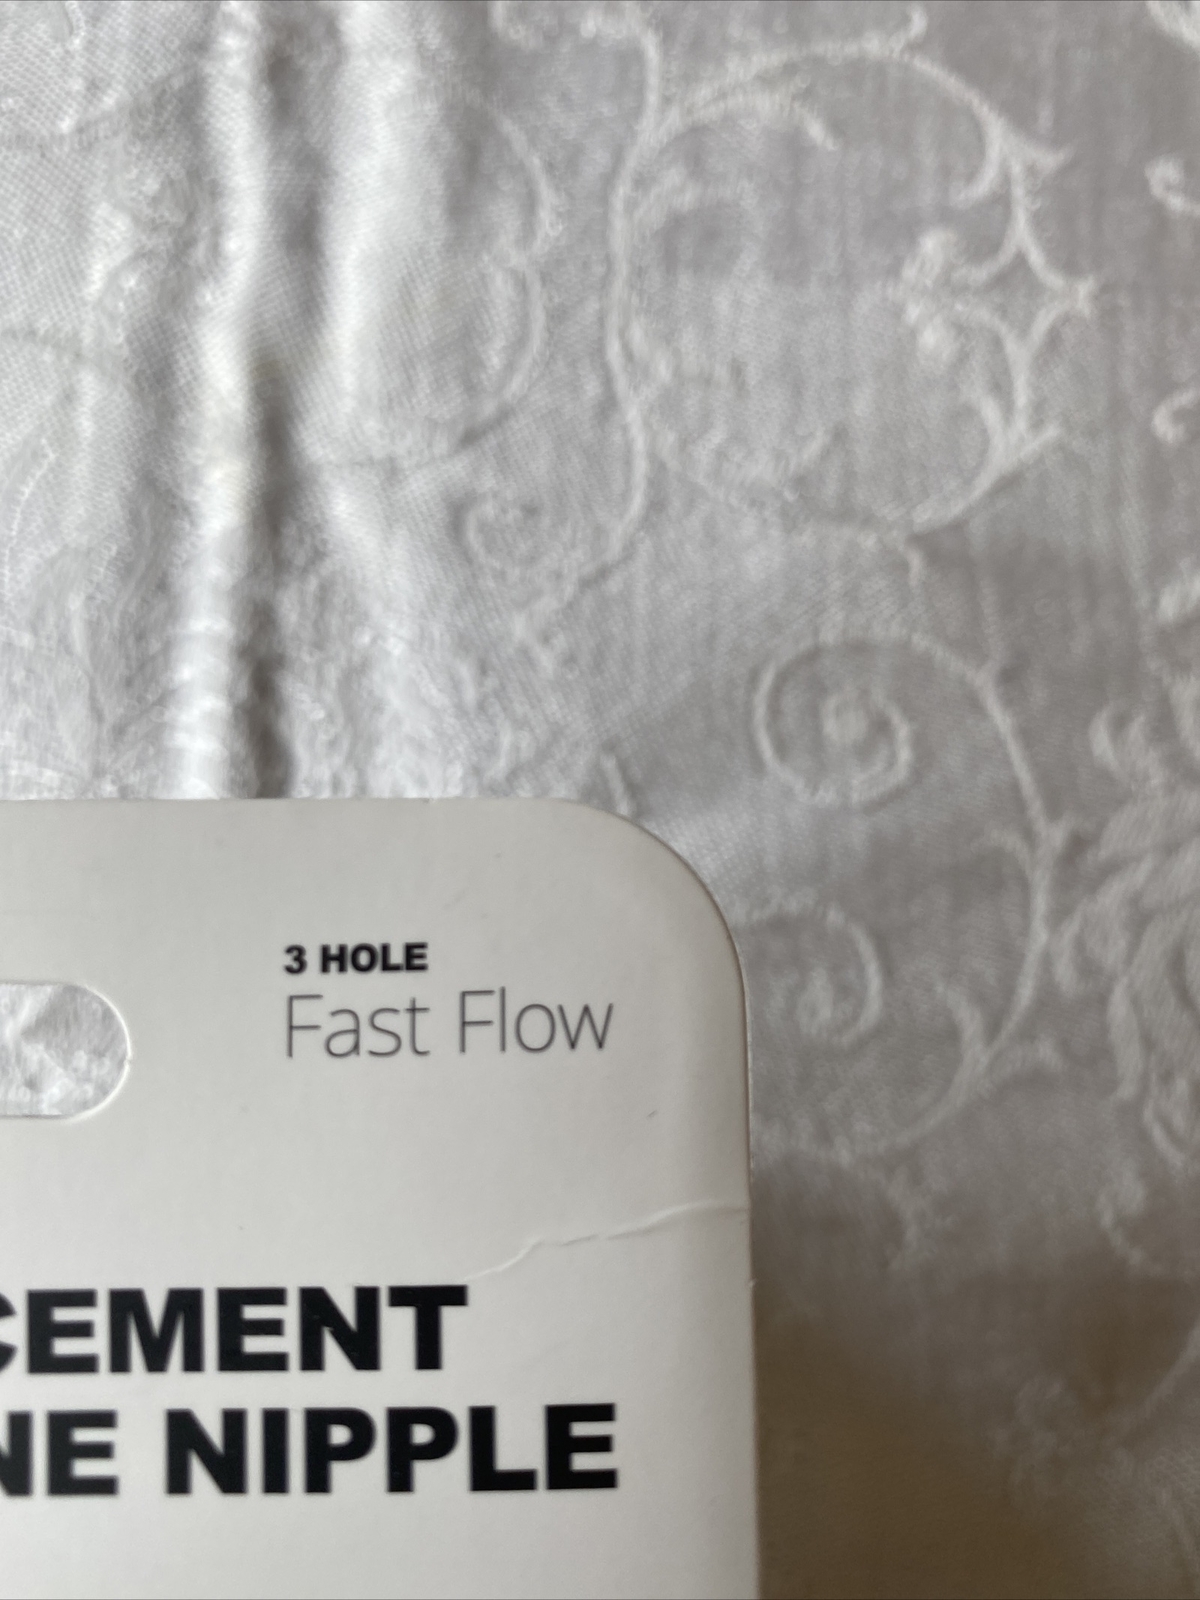 3 HOLE
Fast Flow
CEMENT
NE NIPPLE